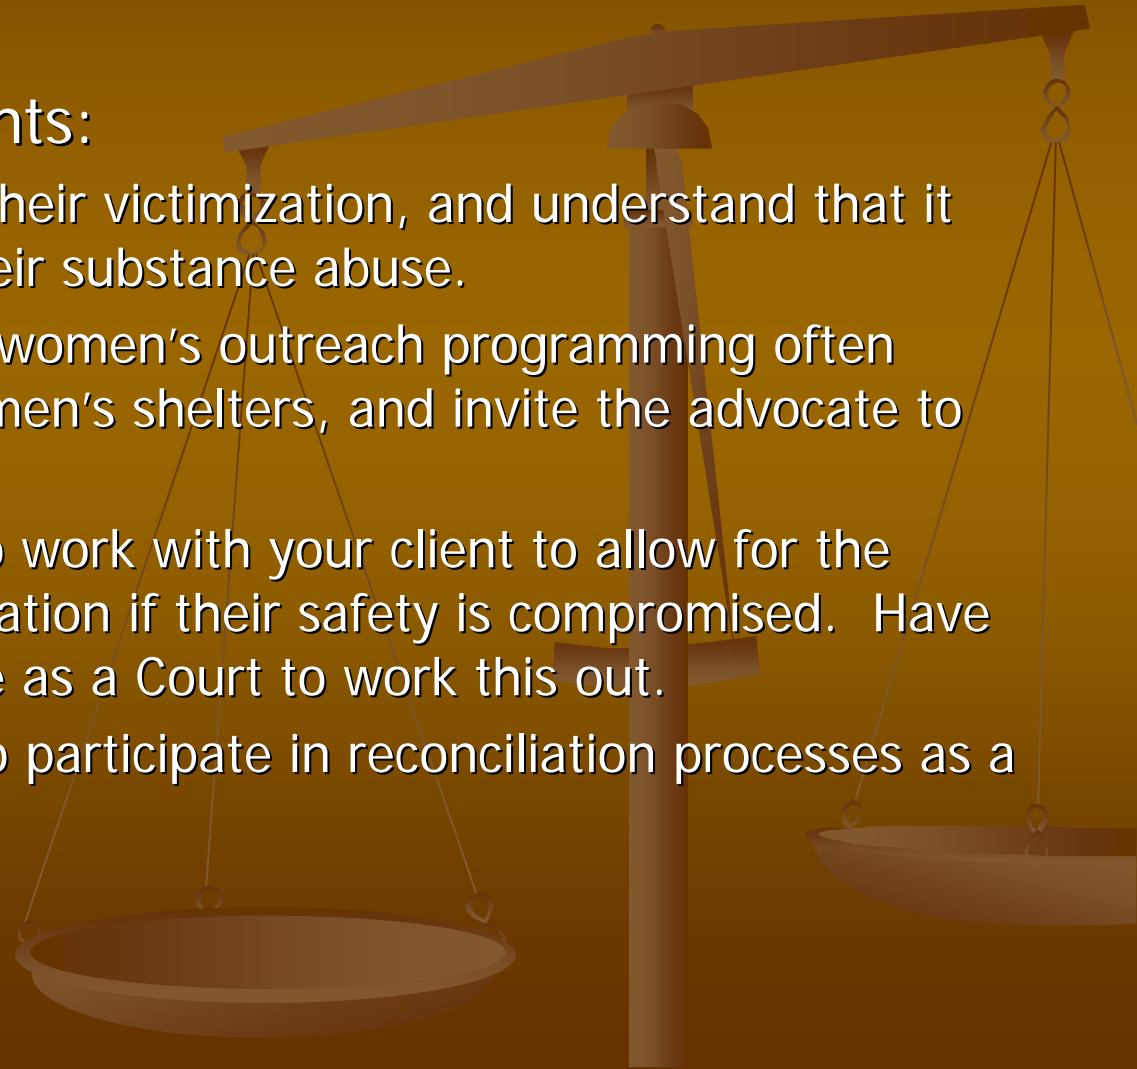 nts:
heir victimization, and understand that it
eir substance abuse.
women's outreach programming often
men's shelters, and invite the advocate to
o work with your client to allow for the
ation if their safety is compromised.  Have
e as a Court to work this out.
o participate in reconciliation processes as a